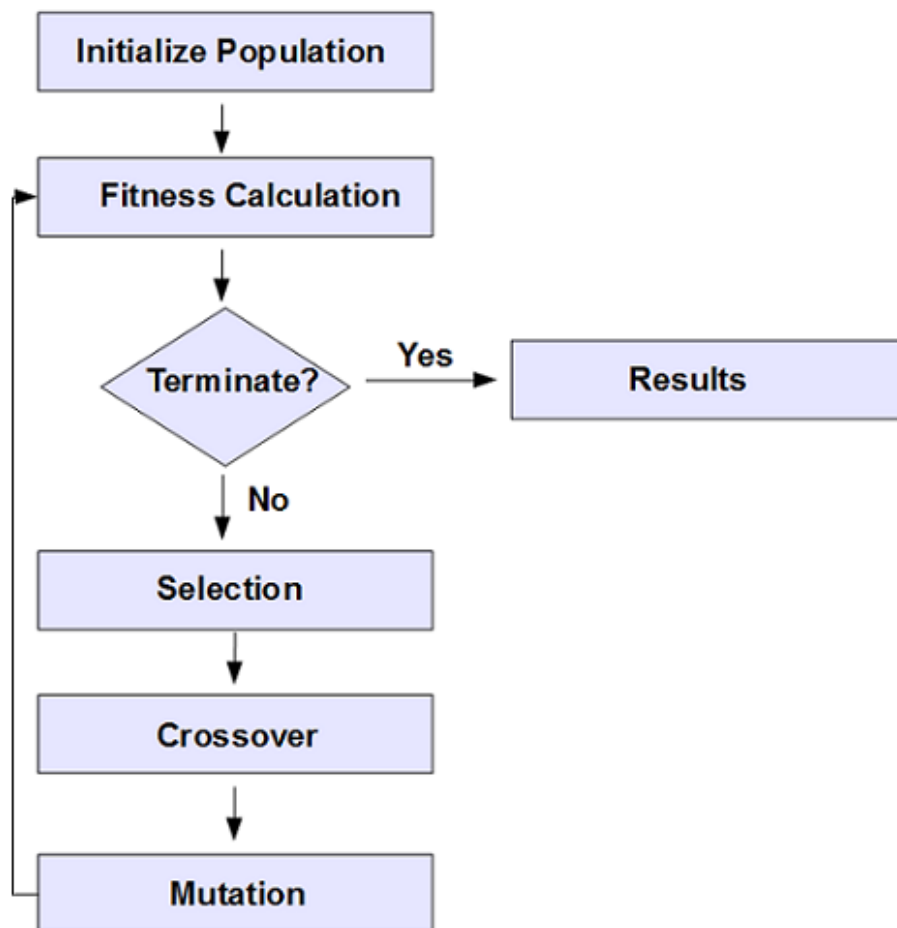 Initialize Population
Fitness Calculation
Terminate?
Yes
Results
No
Selection
Crossover
Mutation